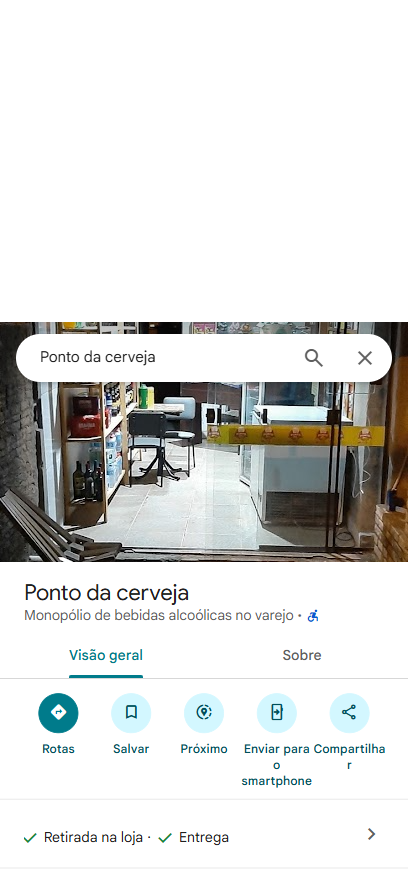 Ponto da cerveja
Ponto da cerveja
Monopólio de bebidas alcoólicas no varejo ·
Visão geral
Sobre
Rotas
Salvar
Próximo
Enviar para
o
smartphone
Compartilha
r
Retirada na loja ·
Entrega